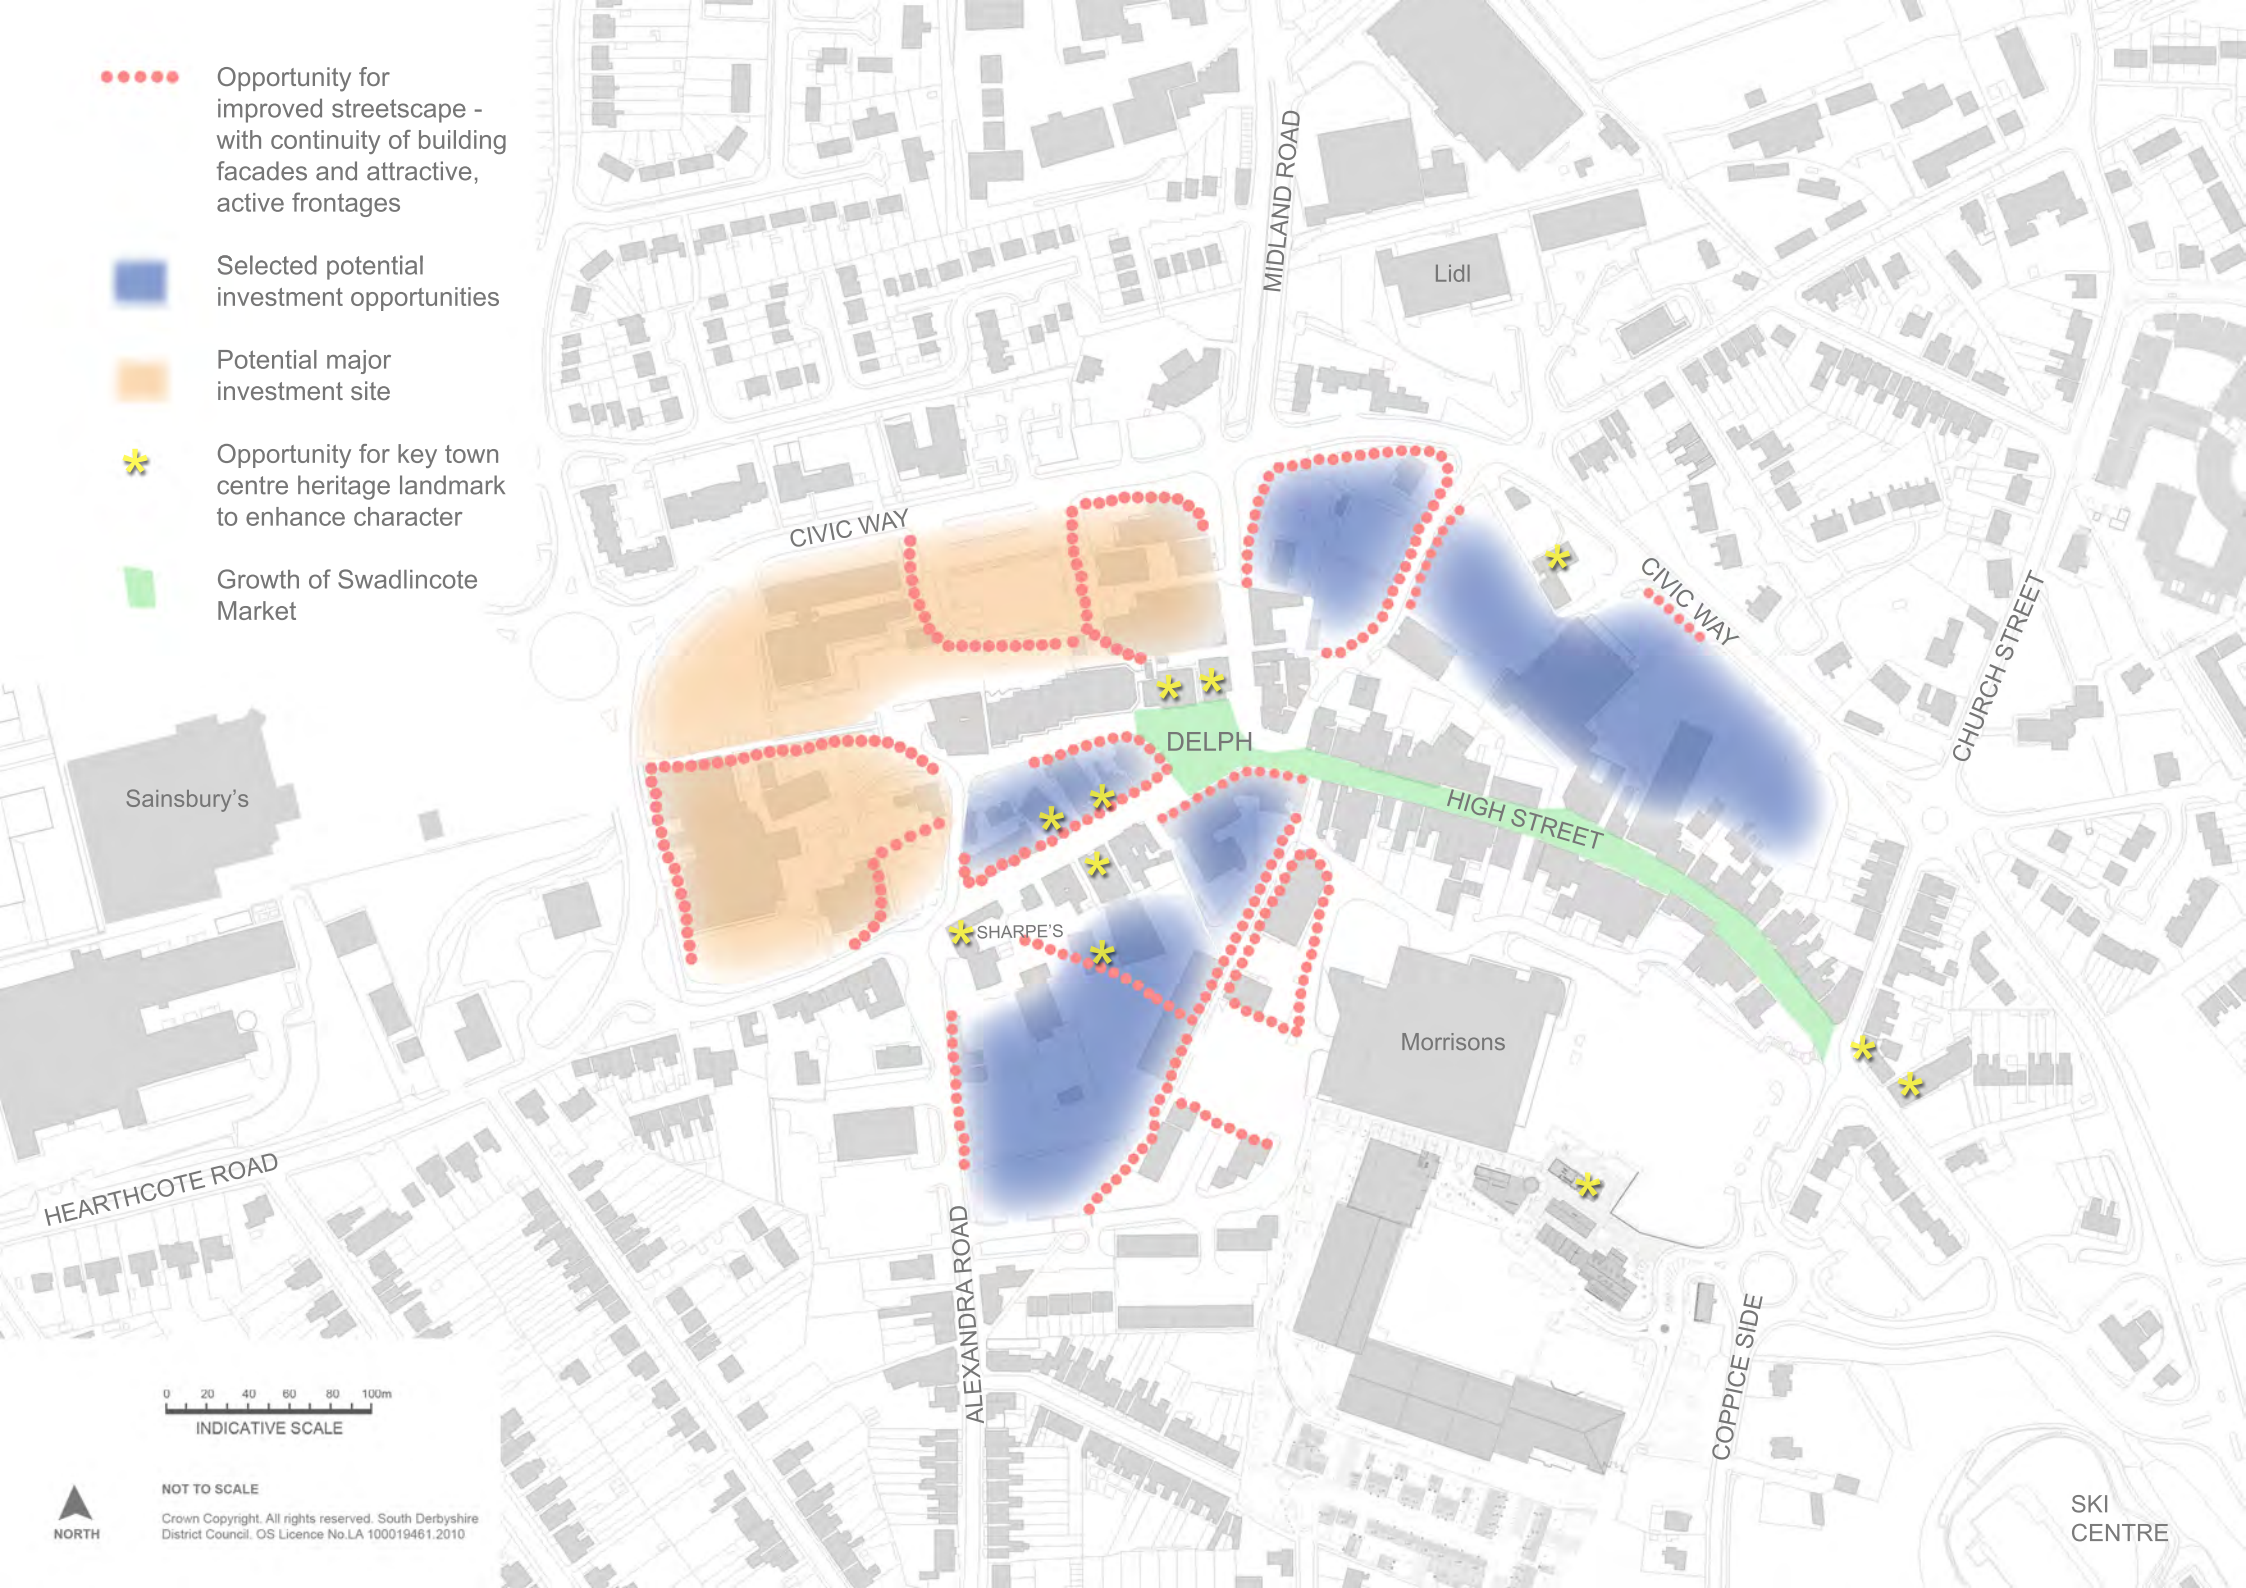 Opportunity for
improved streetscape -
with continuity of building
facades and attractive,
active frontages
Selected potential
investment opportunities
Potential major
investment site
Opportunity for key town
centre heritage landmark
to enhance character
Growth of Swadlincote
Market
MIDLAND ROAD
Lidl
CIVIC WAY
CIVIC WAY
CHURCH STREET
DELPH
Sainsbury's
HIGH STREET
SHARPE'S
Morrisons
HEARTHCOTE ROAD
ALEXANDRA ROAD
COPPICE SIDE
SKI
CENTRE
0 20 40 60 80 100m
INDICATIVE SCALE
NOT TO SCALE
Crown Copyright. All rights reserved. South Derbyshire
District Council. OS Licence No.LA 100019461.2010
NORTH